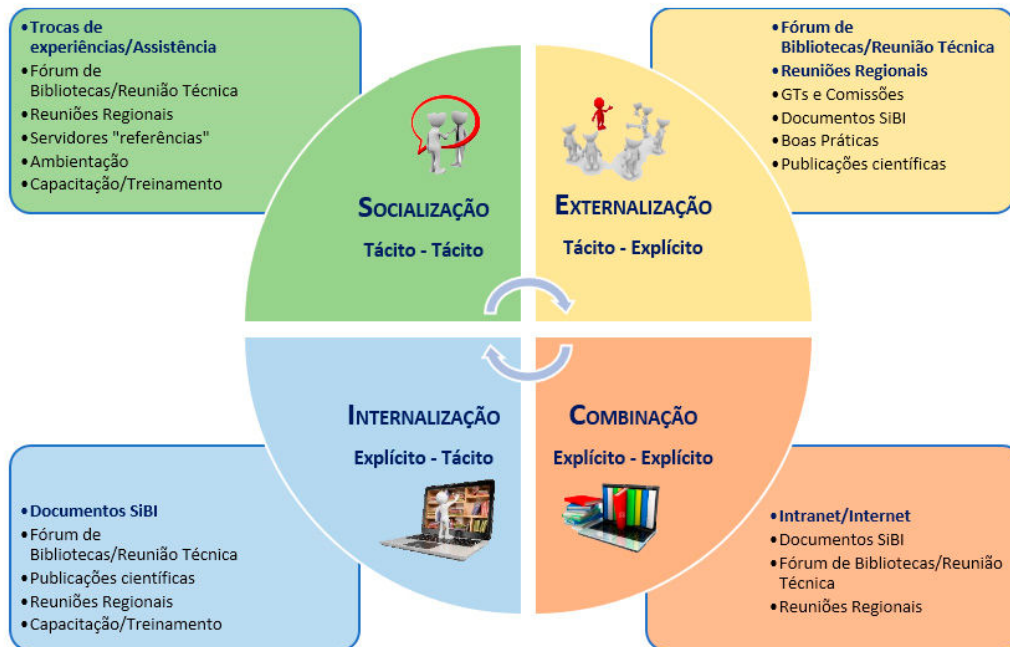 •Trocas de
experiências/Assistência
•Fórum de
Bibliotecas/Reunião Técnica
•Reuniões Regionais
•Servidores "referências"
•Ambientação
•Capacitação/Treinamento
•Fórum de
Bibliotecas/Reunião Técnica
•Reuniões Regionais
•GTs e Comissões
•Documentos SiBI
•Boas Práticas
•Publicações científicas
SOCIALIZAÇÃO
Tácito - Tácito
EXTERNALIZAÇÃO
Tácito - Explícito
INTERNALIZAÇÃO
Explícito - Tácito
COMBINAÇÃO
Explícito - Explícito
•Documentos SiBI
•Fórum de
Bibliotecas/Reunião Técnica
•Publicações científicas
•Reuniões Regionais
•Capacitação/Treinamento
•Intranet/Internet
•Documentos SiBI
•Fórum de Bibliotecas/Reunião
Técnica
•Reuniões Regionais